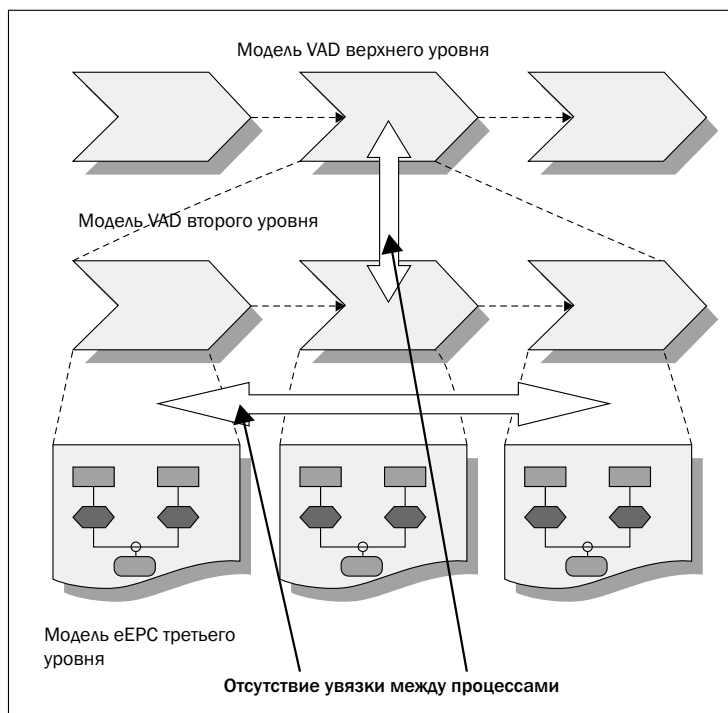 Модель VAD верхнего уровня
Модель VAD второго уровня
Модель eEPC третьего
уровня
Отсутствие увязки между процессами